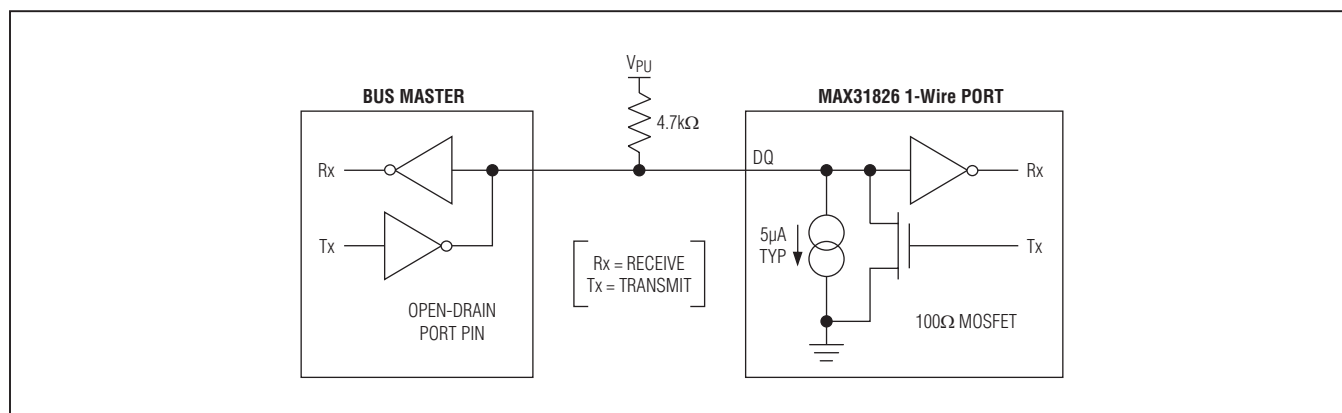 V_PU
BUS MASTER
MAX31826 1-Wire PORT
4.7kΩ
Rx
DQ
Rx
Tx
5µA
TYP
Tx
Rx = RECEIVE
Tx = TRANSMIT
OPEN-DRAIN
PORT PIN
100Ω MOSFET